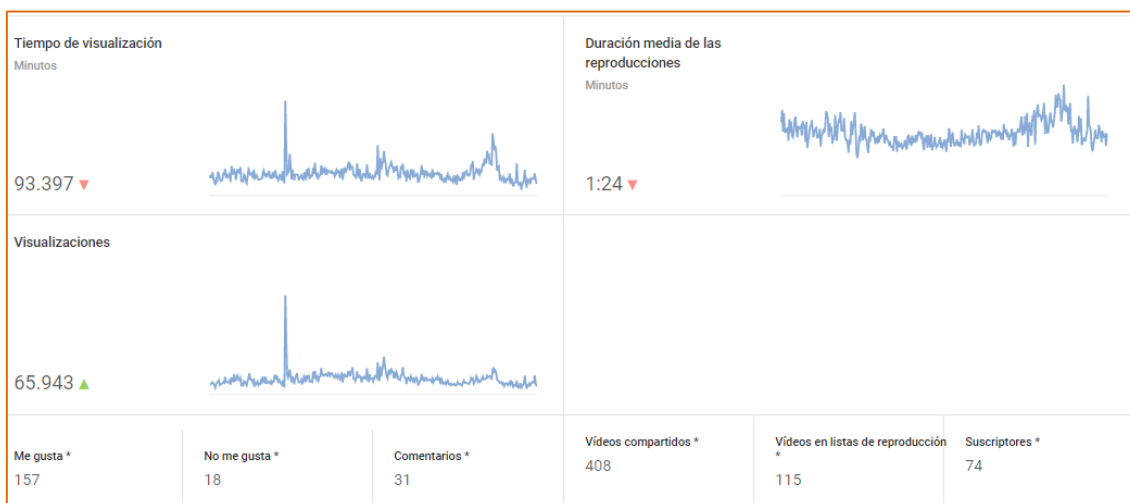 Tiempo de visualización
Minutos
93.397
Duración media de las
reproducciones
Minutos
1:24
Visualizaciones
65.943
Me gusta *
157
No me gusta *
18
Comentarios *
31
Vídeos compartidos *
408
Vídeos en listas de reproducción
*
115
Suscriptores *
74